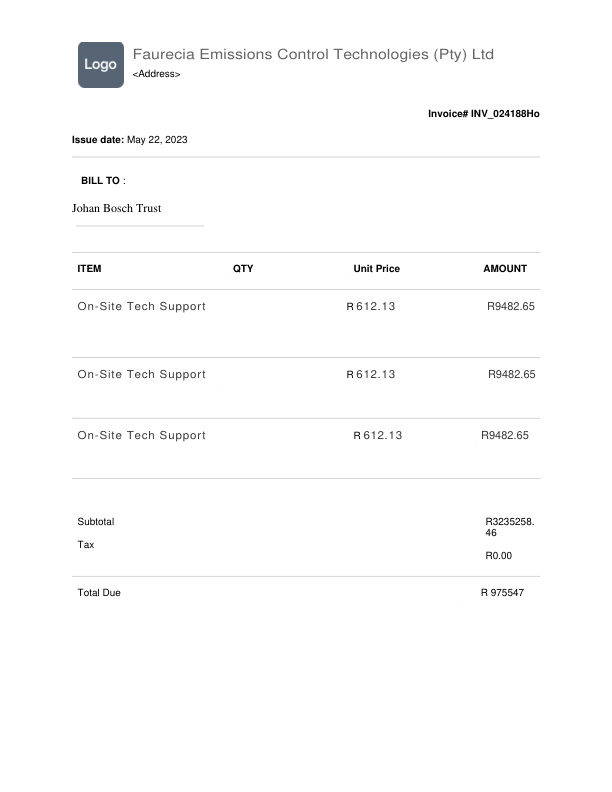 Logo
Faurecia Emissions Control Technologies (Pty) Ltd
<Address>
Invoice# INV_024188Ho
Issue date: May 22, 2023
BILL TO :
Johan Bosch Trust
ITEM QTY Unit Price AMOUNT
On-Site Tech Support R 612.13 R9482.65
On-Site Tech Support R 612.13 R9482.65
On-Site Tech Support R 612.13 R9482.65
Subtotal R3235258.
46
Tax
R0.00
Total Due R 975547